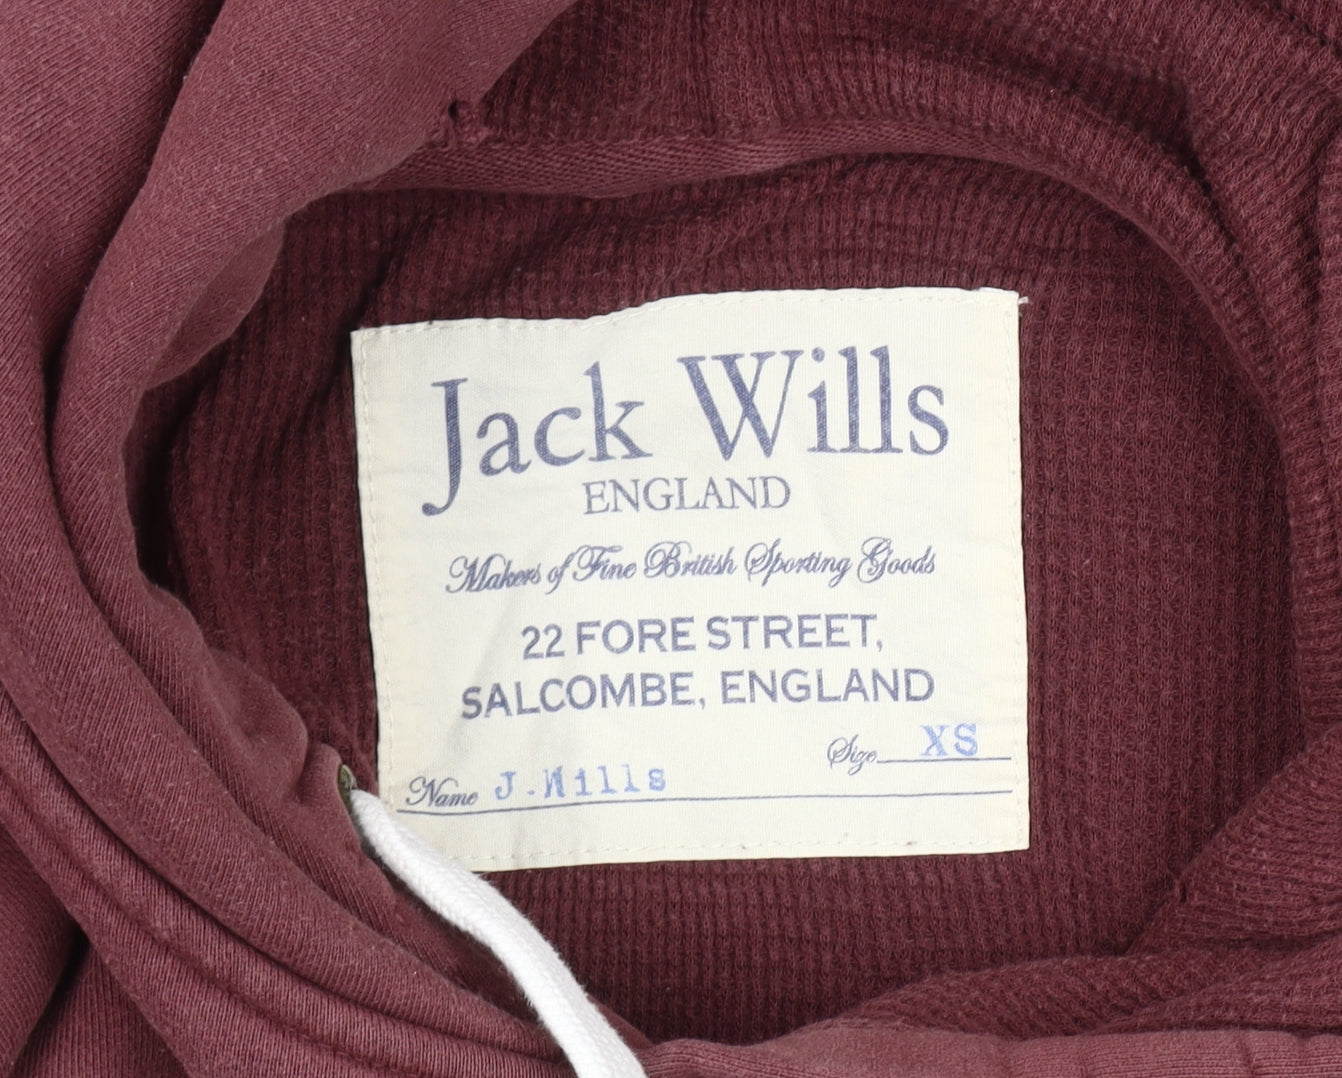 Jack Wills
ENGLAND
Makers of Fine British Sporting Goods
22 FORE STREET,
SALCOMBE, ENGLAND
Size XS
Name J.Wills